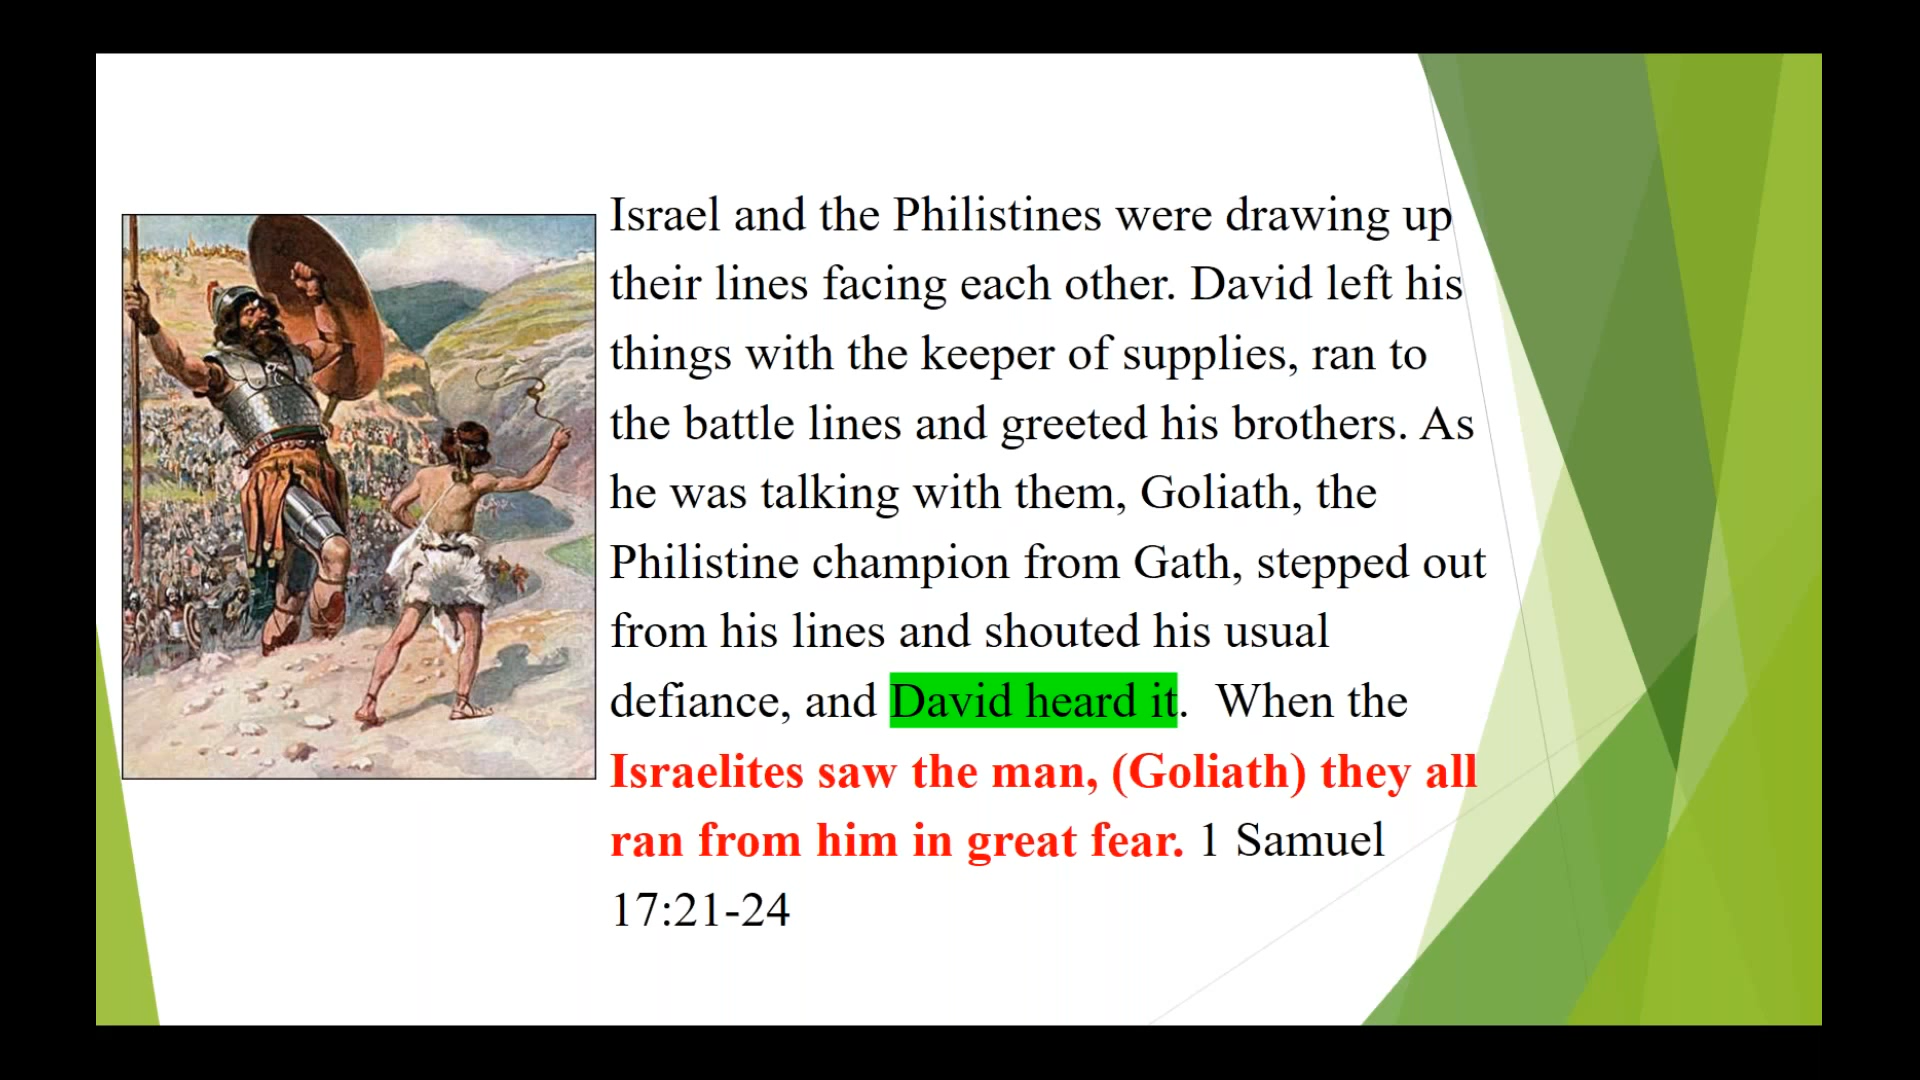 Israel and the Philistines were drawing up
their lines facing each other. David left his
things with the keeper of supplies, ran to
the battle lines and greeted his brothers. As
he was talking with them, Goliath, the
Philistine champion from Gath, stepped out
from his lines and shouted his usual
defiance, and David heard it.  When the
Israelites saw the man, (Goliath) they all
ran from him in great fear. 1 Samuel
17:21-24